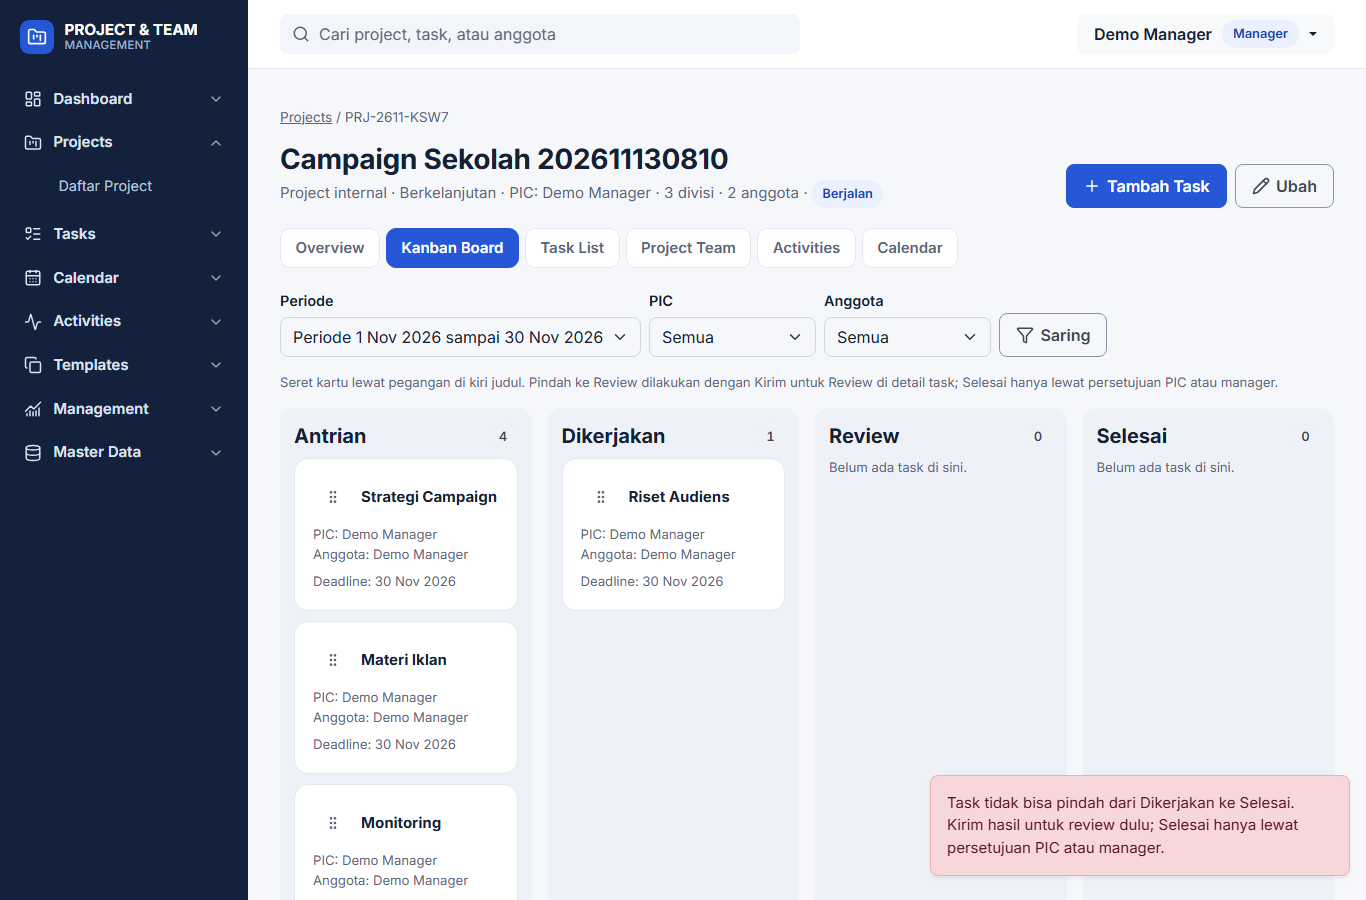 PROJECT & TEAM
MANAGEMENT
Dashboard
Projects
Daftar Project
Tasks
Calendar
Activities
Templates
Management
Master Data
Cari project, task, atau anggota
Demo Manager Manager
Projects / PRJ-2611-KSW7
Campaign Sekolah 202611130810
Project internal · Berkelanjutan · PIC: Demo Manager · 3 divisi · 2 anggota · Berjalan
Tambah Task Ubah
Overview Kanban Board Task List Project Team Activities Calendar
Periode PIC Anggota
Periode 1 Nov 2026 sampai 30 Nov 2026 Semua Semua Saring
Seret kartu lewat pegangan di kiri judul. Pindah ke Review dilakukan dengan Kirim untuk Review di detail task; Selesai hanya lewat persetujuan PIC atau manager.
Antrian 4
Strategi Campaign
PIC: Demo Manager
Anggota: Demo Manager
Deadline: 30 Nov 2026
Materi Iklan
PIC: Demo Manager
Anggota: Demo Manager
Deadline: 30 Nov 2026
Monitoring
PIC: Demo Manager
Anggota: Demo Manager
Dikerjakan 1
Riset Audiens
PIC: Demo Manager
Anggota: Demo Manager
Deadline: 30 Nov 2026
Review 0
Belum ada task di sini.
Selesai 0
Belum ada task di sini.
Task tidak bisa pindah dari Dikerjakan ke Selesai.
Kirim hasil untuk review dulu; Selesai hanya lewat
persetujuan PIC atau manager.